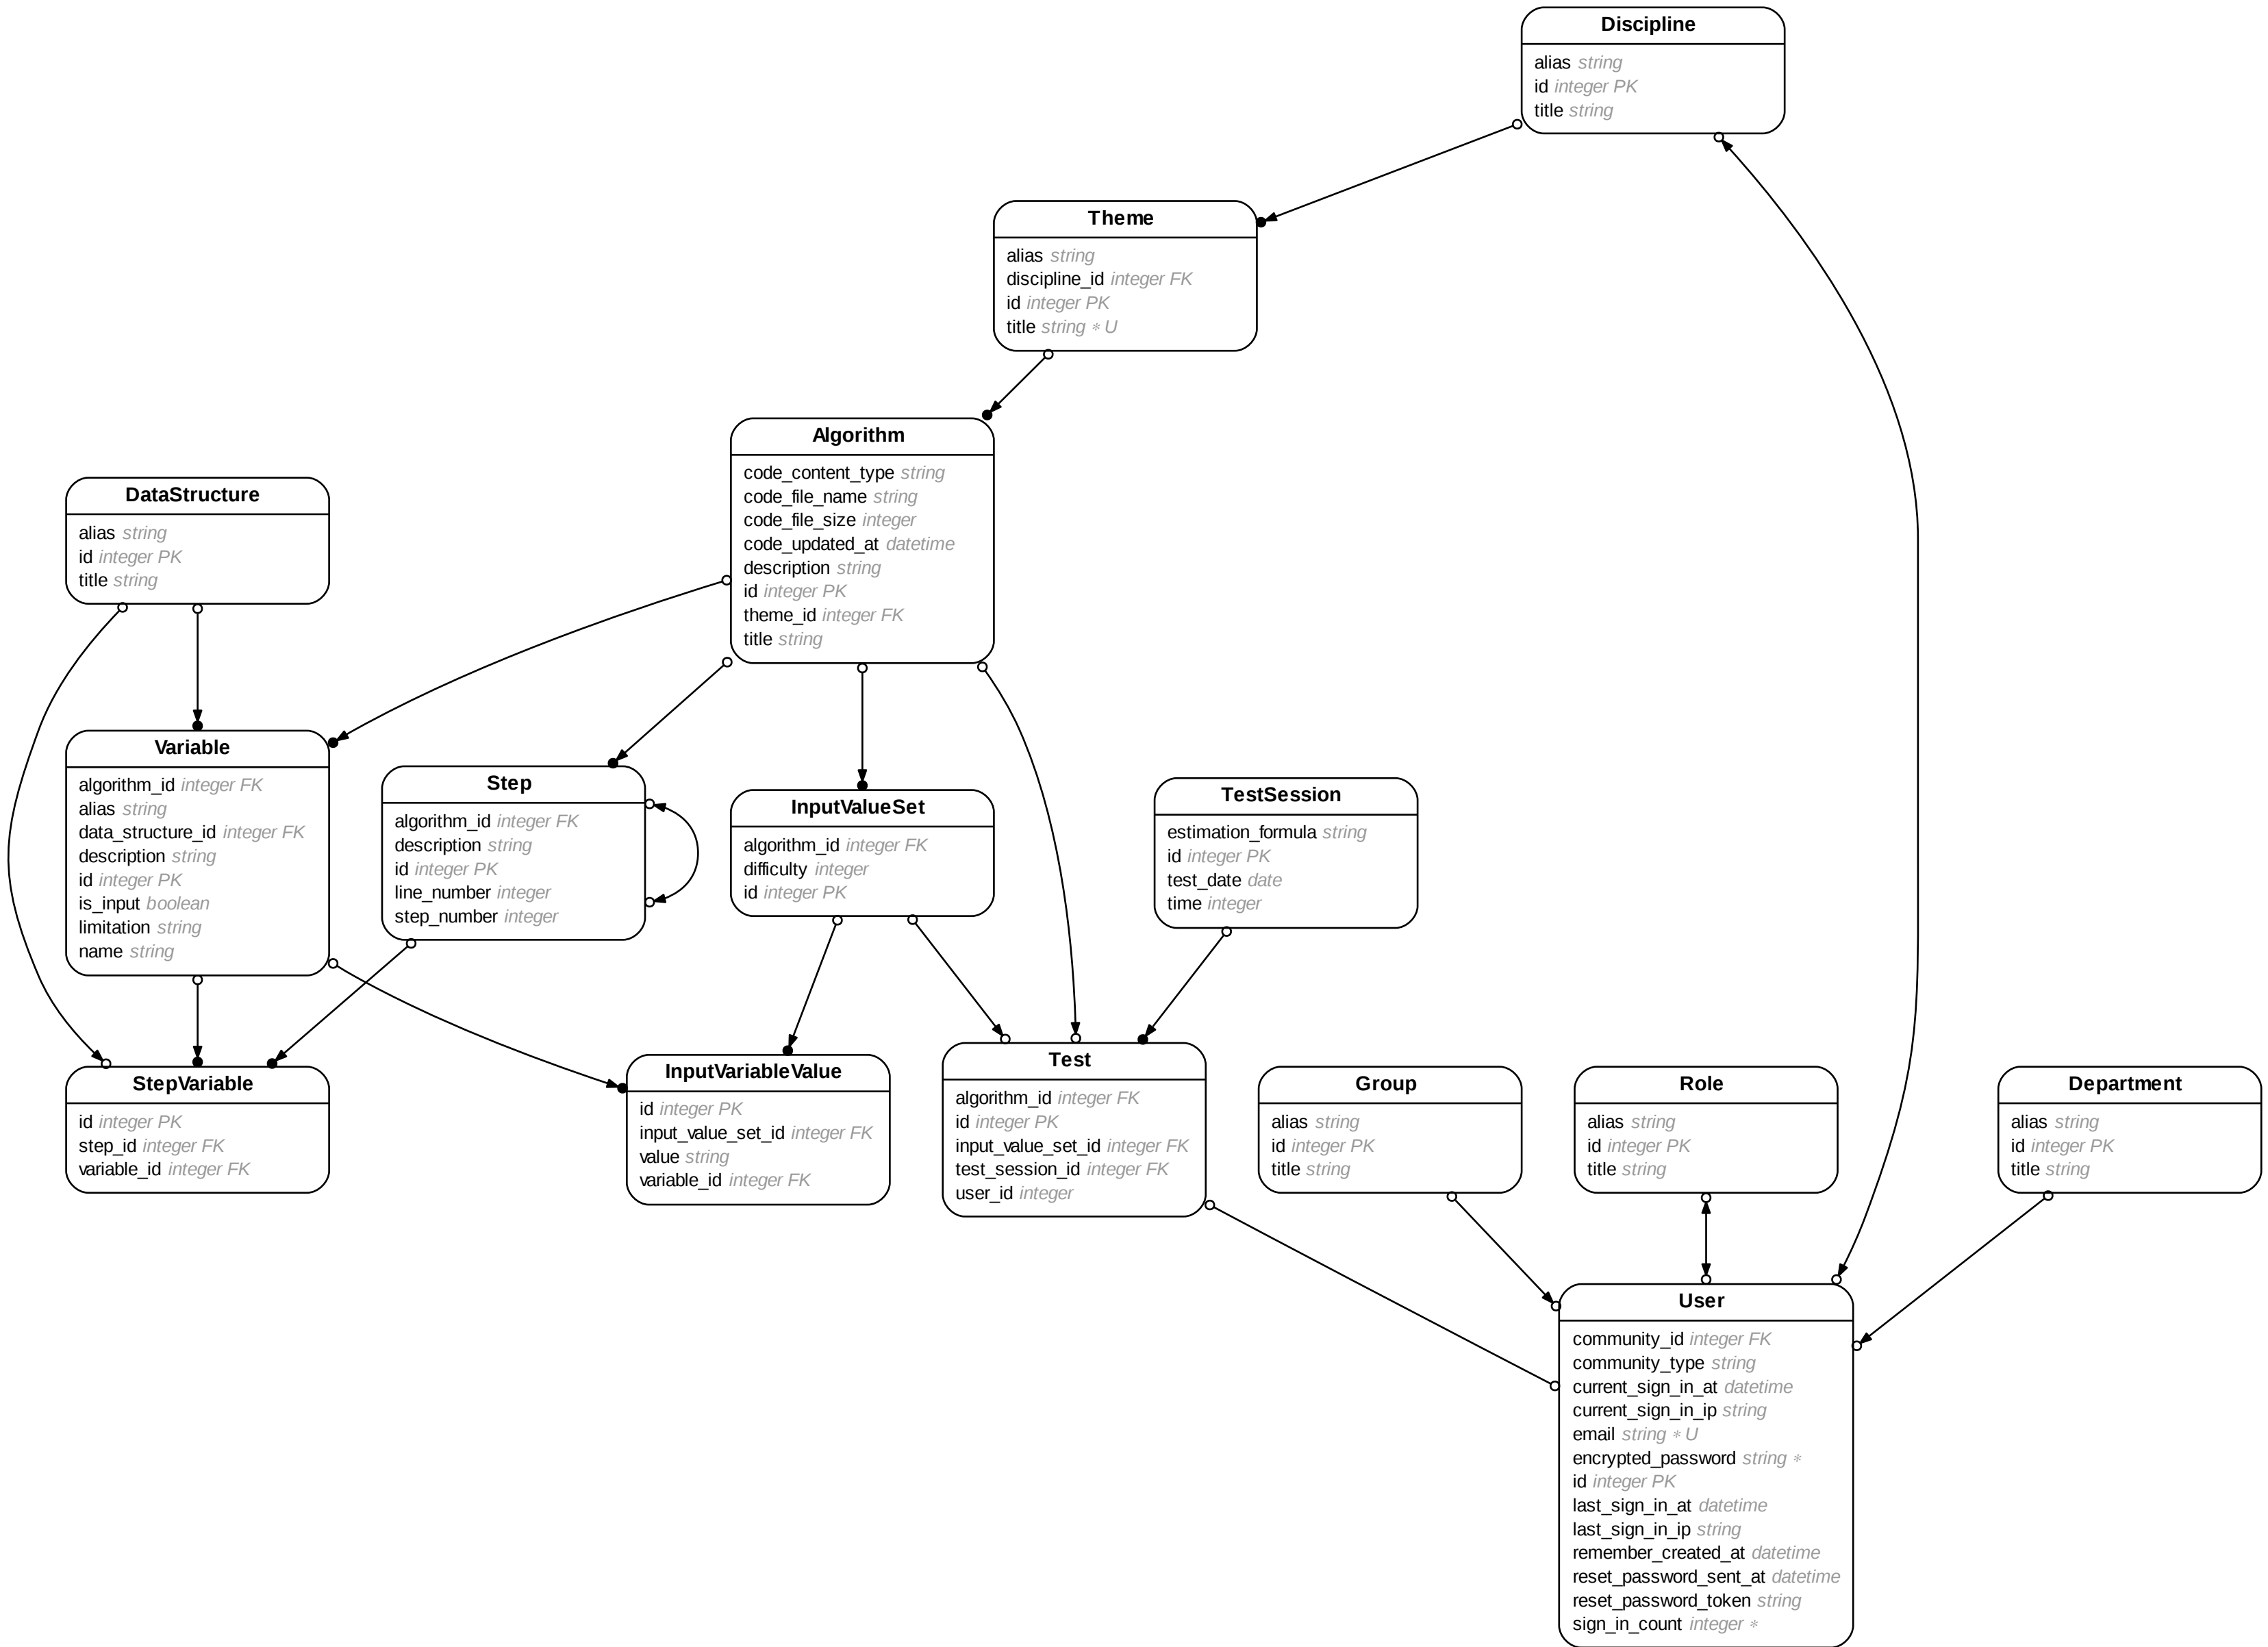 Discipline
alias string
id integer PK
title string
Theme
alias string
discipline_id integer FK
id integer PK
title string ∗ U
Algorithm
code_content_type string
code_file_name string
code_file_size integer
code_updated_at datetime
description string
id integer PK
theme_id integer FK
title string
DataStructure
alias string
id integer PK
title string
Variable
algorithm_id integer FK
alias string
data_structure_id integer FK
description string
id integer PK
is_input boolean
limitation string
name string
Step
algorithm_id integer FK
description string
id integer PK
line_number integer
step_number integer
InputValueSet
algorithm_id integer FK
difficulty integer
id integer PK
TestSession
estimation_formula string
id integer PK
test_date date
time integer
StepVariable
id integer PK
step_id integer FK
variable_id integer FK
InputVariableValue
id integer PK
input_value_set_id integer FK
value string
variable_id integer FK
Test
algorithm_id integer FK
id integer PK
input_value_set_id integer FK
test_session_id integer FK
user_id integer
Group
alias string
id integer PK
title string
Role
alias string
id integer PK
title string
Department
alias string
id integer PK
title string
User
community_id integer FK
community_type string
current_sign_in_at datetime
current_sign_in_ip string
email string ∗ U
encrypted_password string ∗
id integer PK
last_sign_in_at datetime
last_sign_in_ip string
remember_created_at datetime
reset_password_sent_at datetime
reset_password_token string
sign_in_count integer ∗